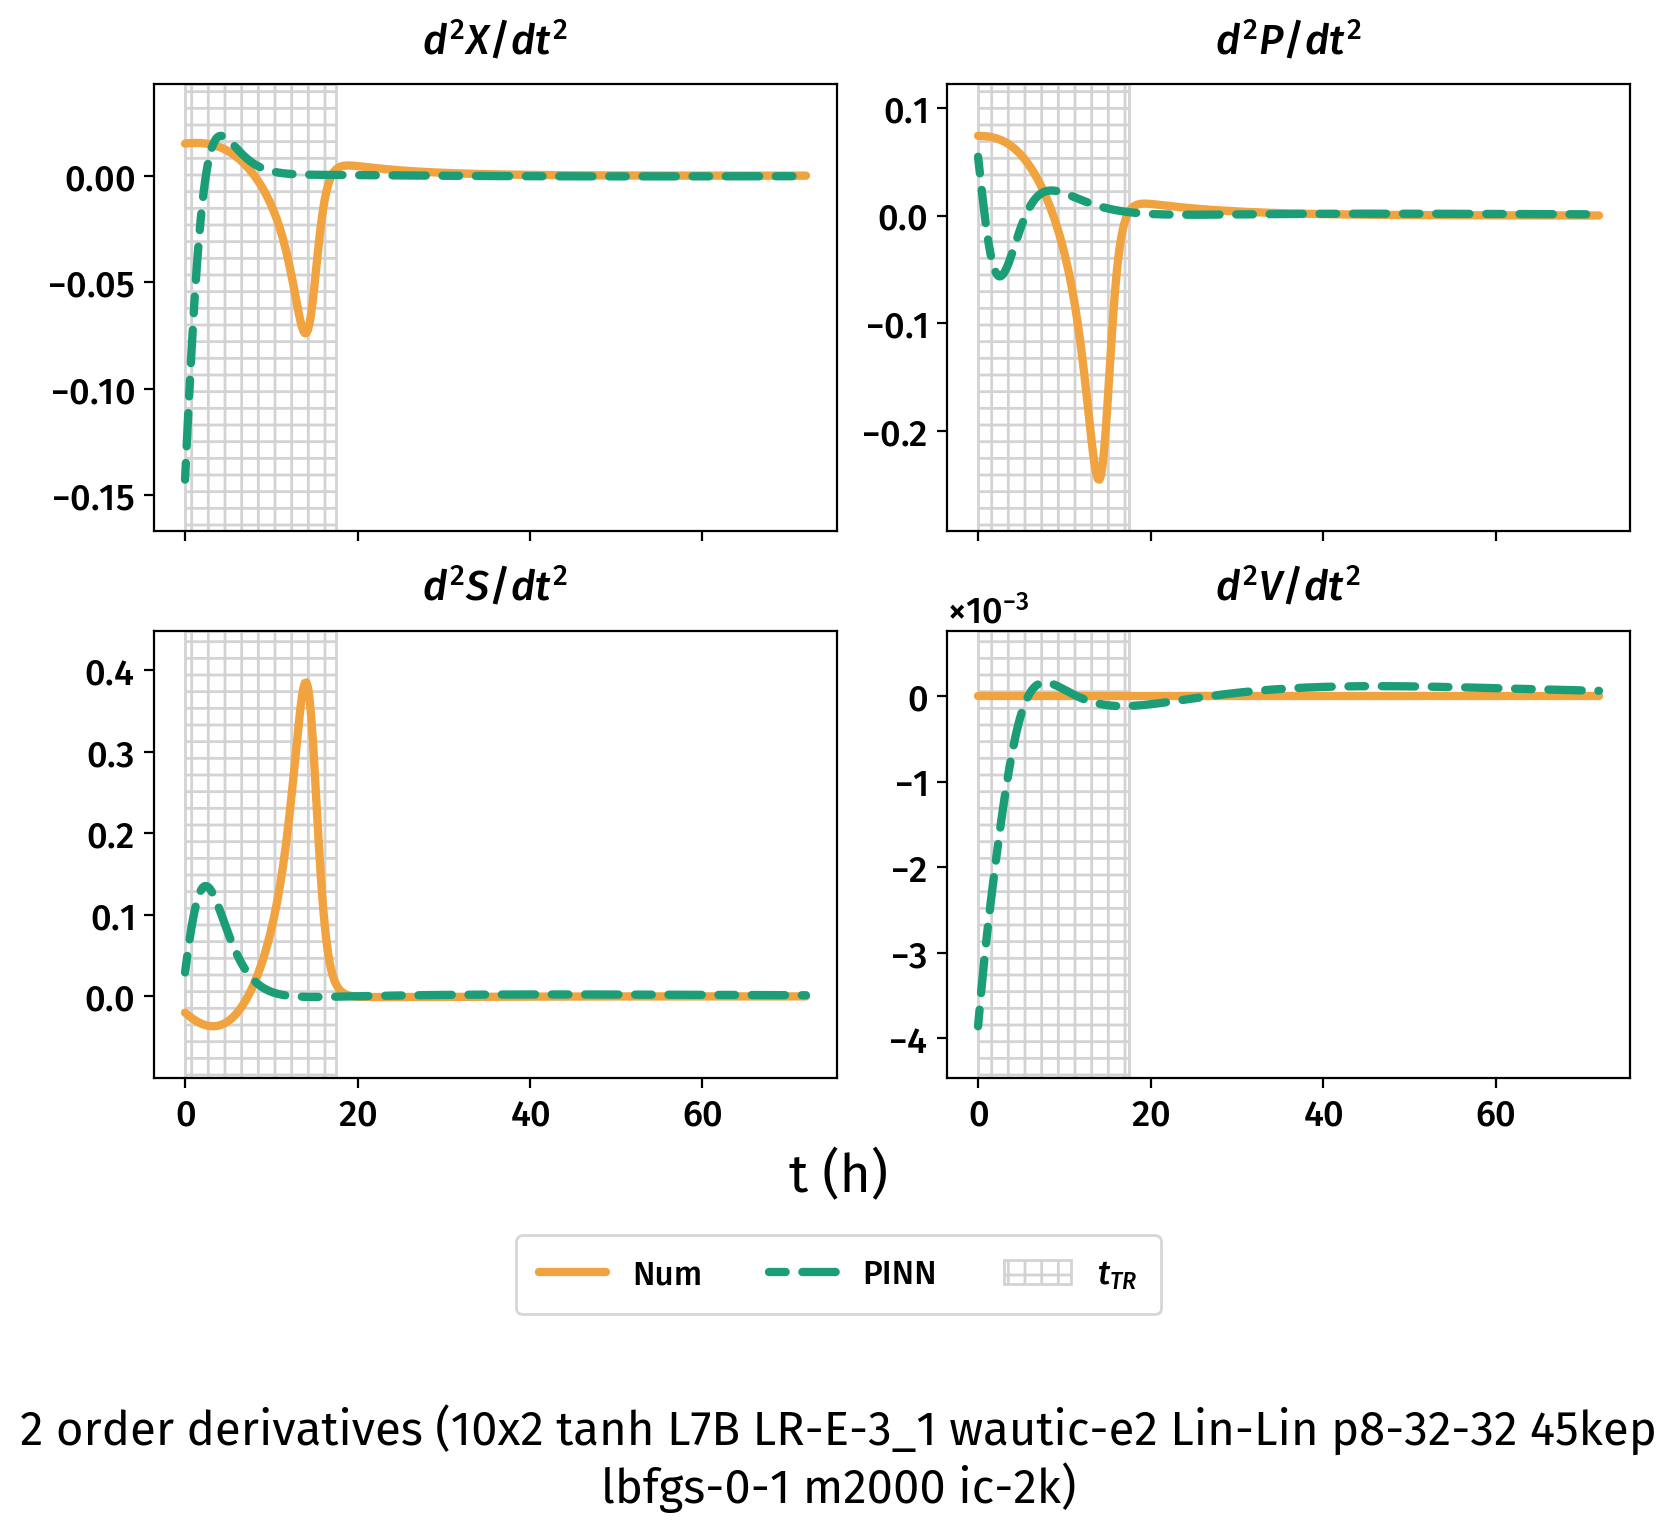 d²X/dt²
0.00
−0.05
−0.10
−0.15
d²P/dt²
0.1
0.0
−0.1
−0.2
d²S/dt²
0.4
0.3
0.2
0.1
0.0
0 20 40 60
d²V/dt²
×10⁻³
0
−1
−2
−3
−4
0 20 40 60
t (h)
Num PINN t_TR
2 order derivatives (10x2 tanh L7B LR-E-3_1 wautic-e2 Lin-Lin p8-32-32 45kep
lbfgs-0-1 m2000 ic-2k)